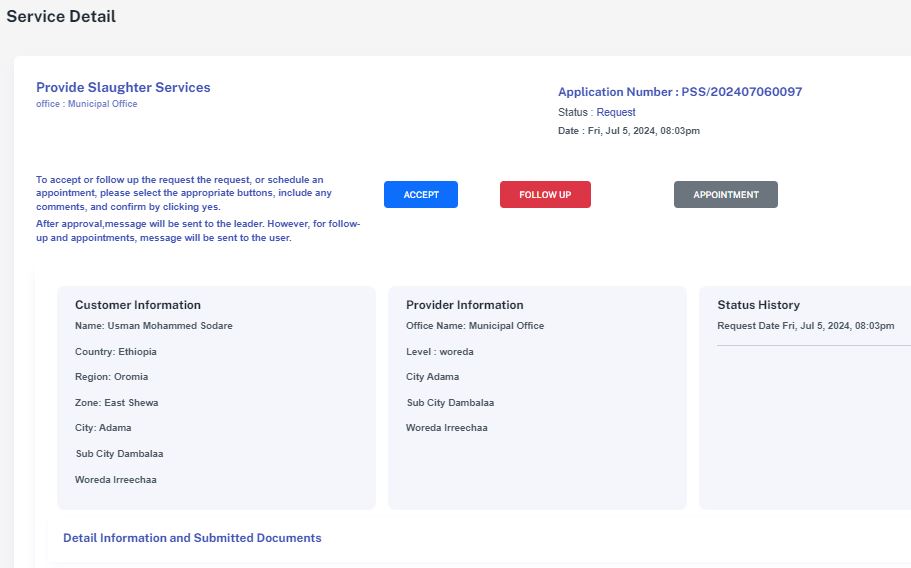 Service Detail
Provide Slaughter Services
office : Municipal Office
Application Number : PSS/202407060097
Status : Request
Date : Fri, Jul 5, 2024, 08:03pm
To accept or follow up the request the request, or schedule an
appointment, please select the appropriate buttons, include any
comments, and confirm by clicking yes.
After approval,message will be sent to the leader. However, for follow-
up and appointments, message will be sent to the user.
ACCEPT
FOLLOW UP
APPOINTMENT
Customer Information
Name: Usman Mohammed Sodare
Country: Ethiopia
Region: Oromia
Zone: East Shewa
City: Adama
Sub City Dambalaa
Woreda Irreechaa
Provider Information
Office Name: Municipal Office
Level : woreda
City Adama
Sub City Dambalaa
Woreda Irreechaa
Status History
Request Date Fri, Jul 5, 2024, 08:03pm
Detail Information and Submitted Documents